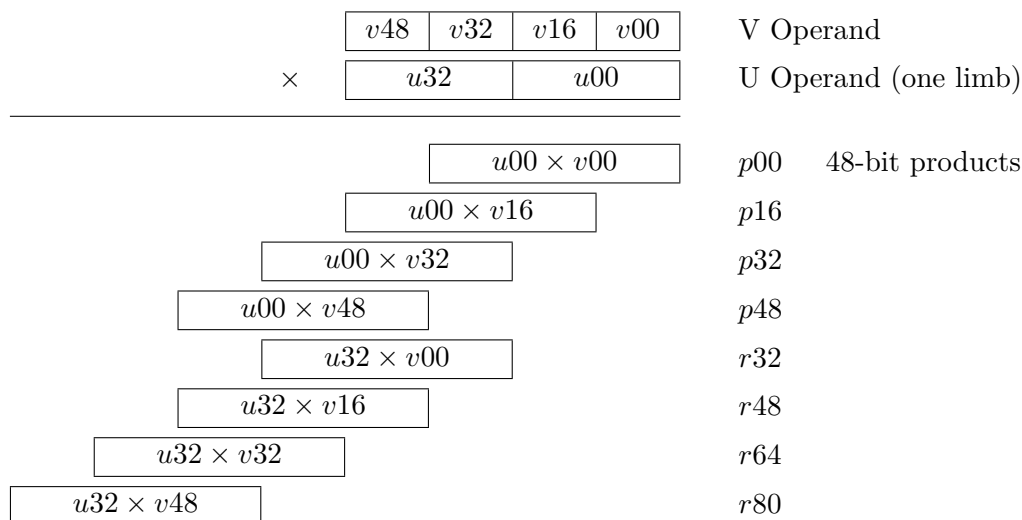 v48 v32 v16 v00 V Operand
× u32 u00 U Operand (one limb)
u00 × v00 p00 48-bit products
u00 × v16 p16
u00 × v32 p32
u00 × v48 p48
u32 × v00 r32
u32 × v16 r48
u32 × v32 r64
u32 × v48 r80